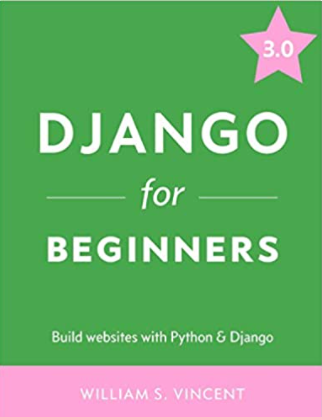 3.0
DJANGO
for
BEGINNERS
Build websites with Python & Django
WILLIAM S. VINCENT